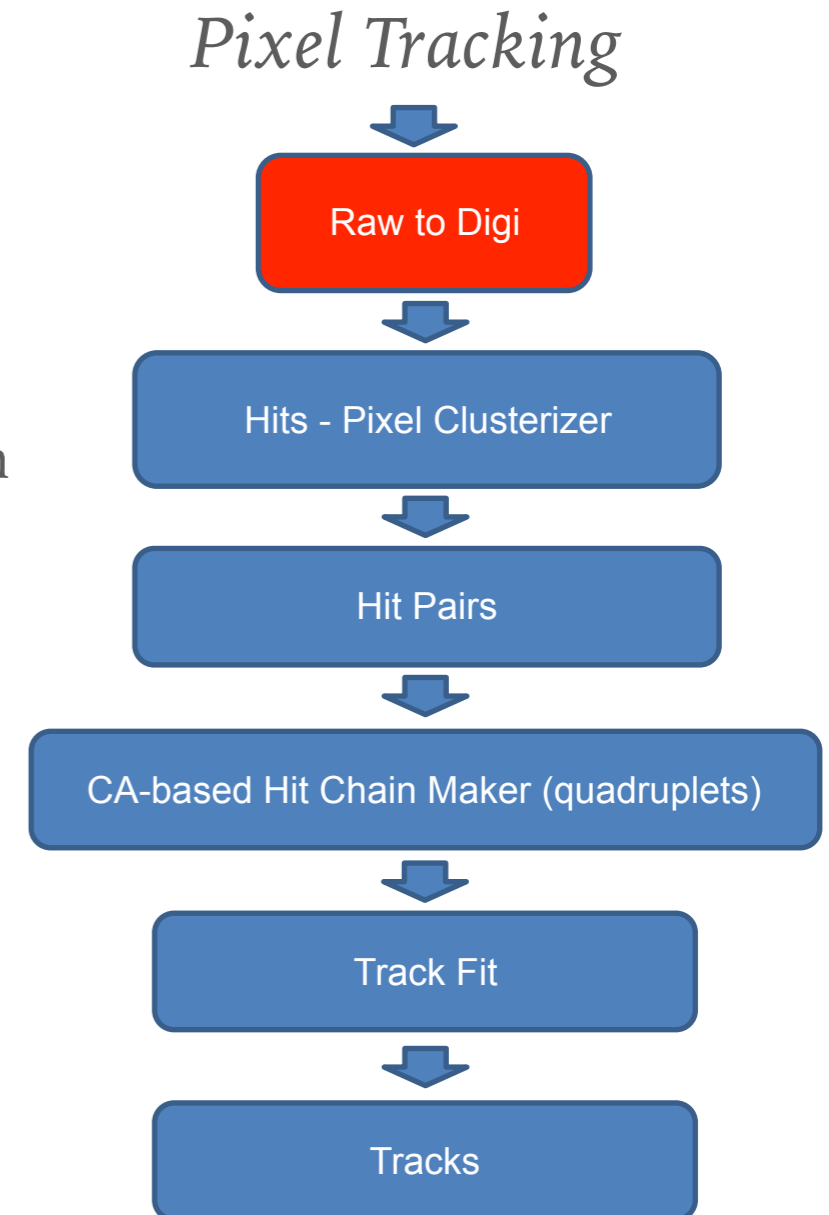 Pixel Tracking
Raw to Digi
Hits - Pixel Clusterizer
Hit Pairs
CA-based Hit Chain Maker (quadruplets)
Track Fit
Tracks